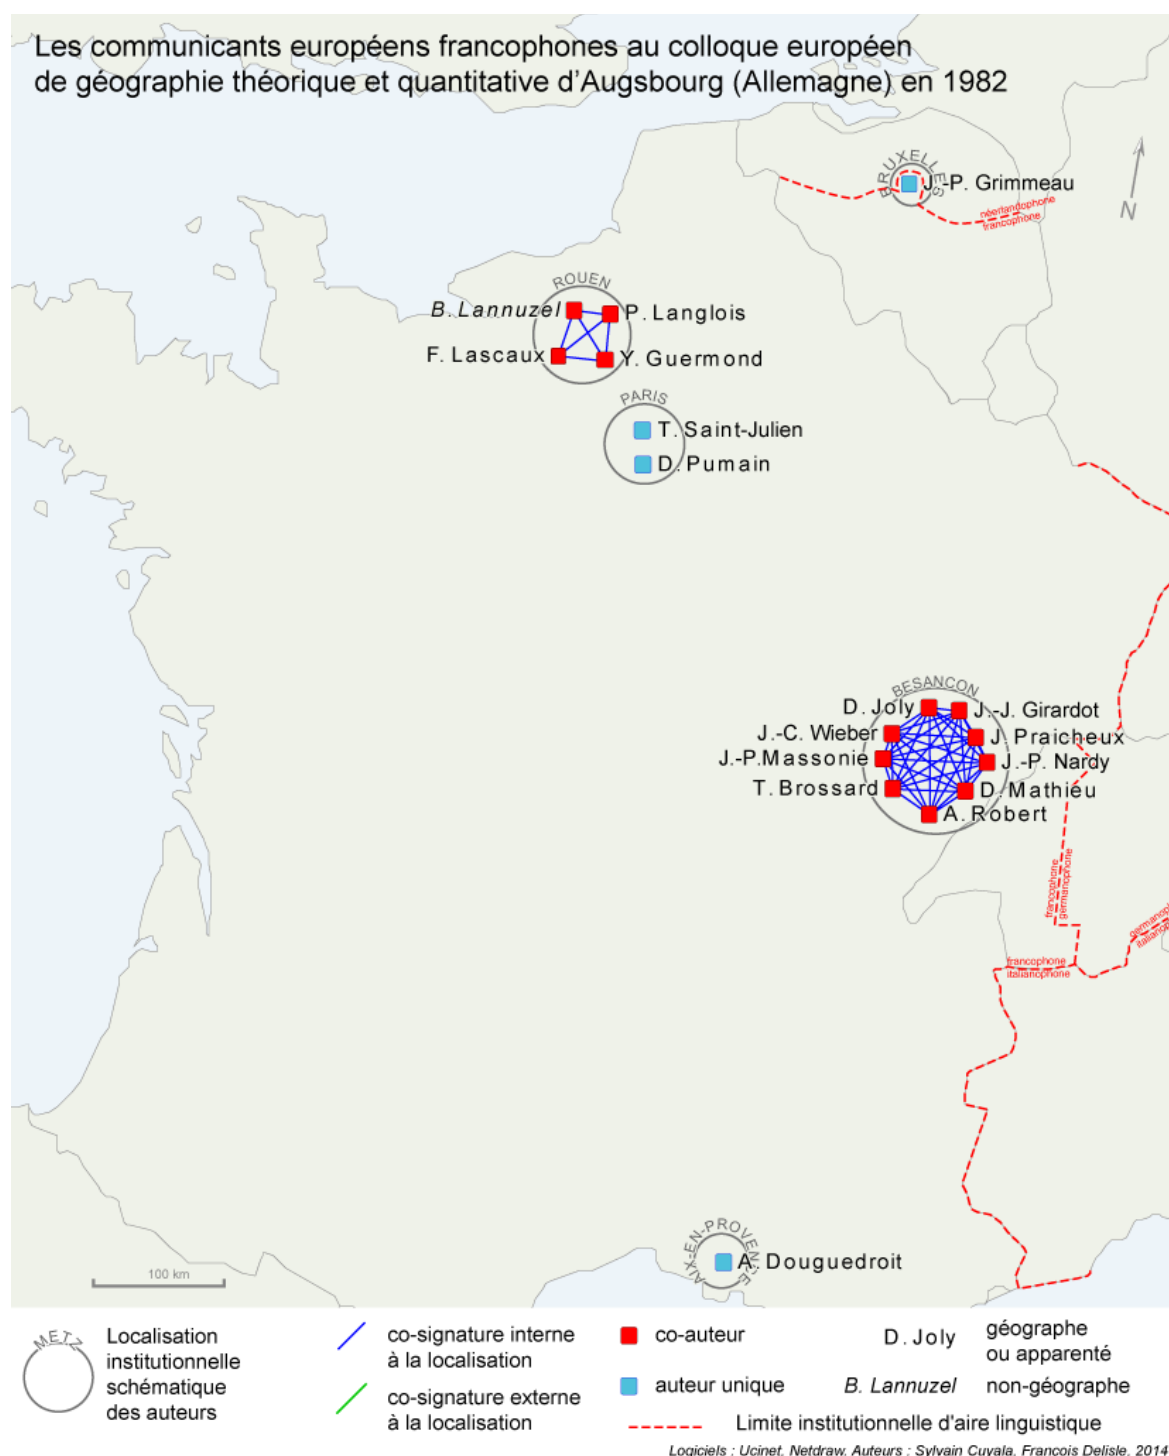 Les communicants européens francophones au colloque européen
de géographie théorique et quantitative d'Augsbourg (Allemagne) en 1982
BRUXELLES
J.-P. Grimmeau
N
néerlandophone
francophone
ROUEN
B. Lannuzel
P. Langlois
F. Lascaux
Y. Guermond
PARIS
T. Saint-Julien
D. Pumain
BESANCON
D. Joly
J.-J. Girardot
J.-C. Wieber
J. Praicheux
J.-P.Massonie
J.-P. Nardy
T. Brossard
D. Mathieu
A. Robert
francophone
germanophone
francophone
italianophone
AIX-EN-PROVENCE
A. Douguedroit
100 km
METZ
Localisation
institutionnelle
schématique
des auteurs
co-signature interne
à la localisation
co-signature externe
à la localisation
co-auteur
auteur unique
D. Joly
géographe
ou apparenté
B. Lannuzel
non-géographe
Limite institutionnelle d'aire linguistique
Logiciels : Ucinet, Netdraw. Auteurs : Sylvain Cuyala, François Delisle, 2014